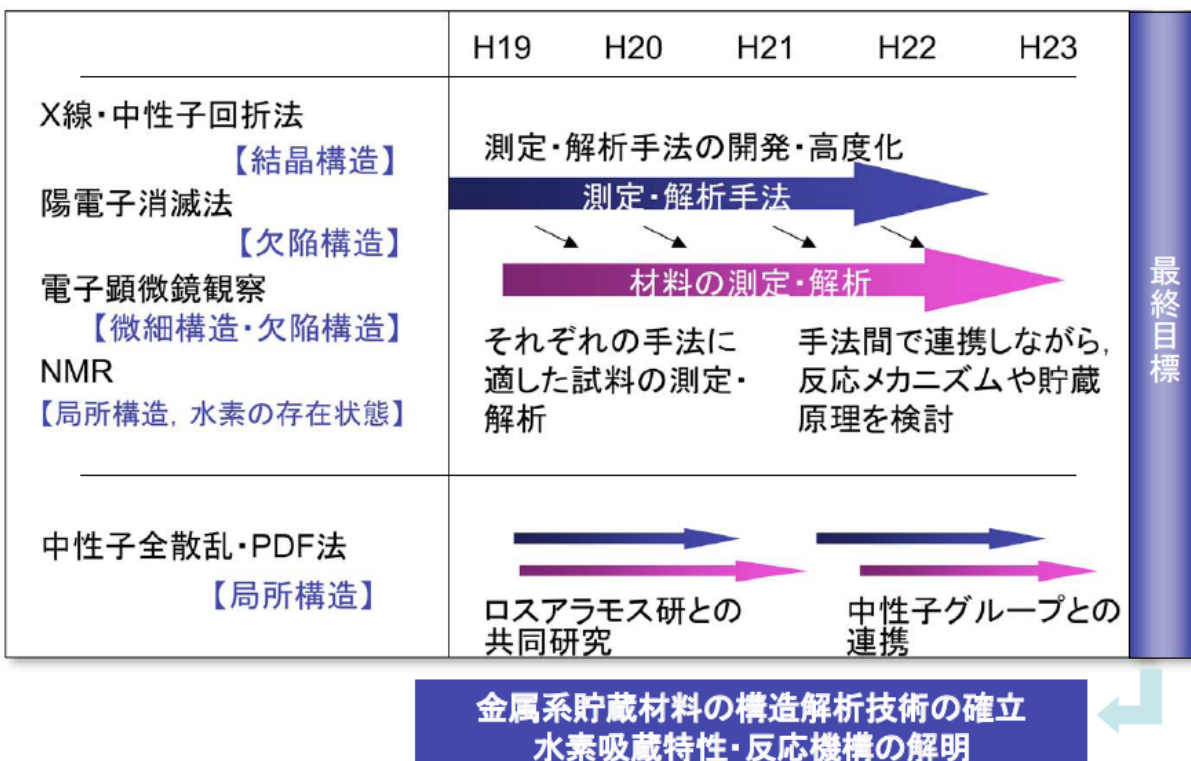 H19 H20 H21 H22 H23
X線・中性子回折法
【結晶構造】
陽電子消滅法
【欠陥構造】
電子顕微鏡観察
【微細構造・欠陥構造】
NMR
【局所構造, 水素の存在状態】
測定・解析手法の開発・高度化
測定・解析手法
材料の測定・解析
それぞれの手法に
適した試料の測定・
解析
手法間で連携しながら,
反応メカニズムや貯蔵
原理を検討
中性子全散乱・PDF法
【局所構造】
ロスアラモス研との
共同研究
中性子グループとの
連携
最終目標
金属系貯蔵材料の構造解析技術の確立
水素吸蔵特性・反応機構の解明